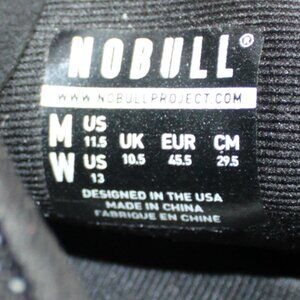 NOBULL®
WWW.NOBULLPROJECT.COM
M US 11.5 UK 10.5 EUR 45.5 CM 29.5
W US 13
DESIGNED IN THE USA
MADE IN CHINA
FABRIQUE EN CHINE